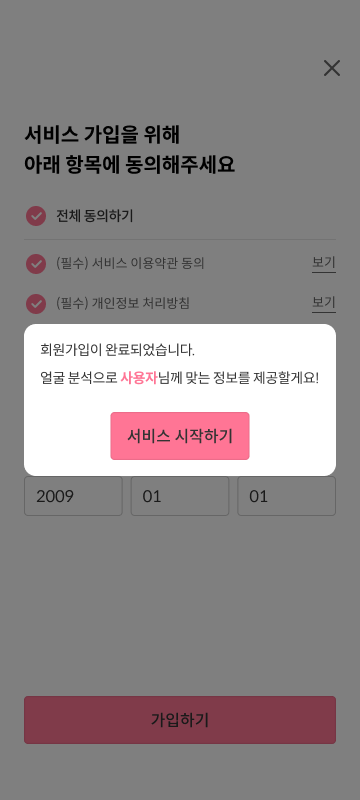 서비스 가입을 위해
아래 항목에 동의해주세요
전체 동의하기
(필수) 서비스 이용약관 동의 보기
(필수) 개인정보 처리방침 보기
회원가입이 완료되었습니다.
얼굴 분석으로 사용자님께 맞는 정보를 제공할게요!
서비스 시작하기
2009 01 01
가입하기